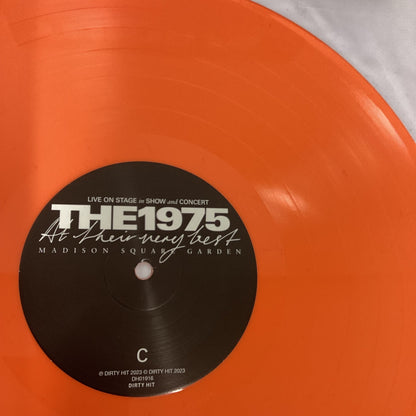 LIVE ON STAGE in SHOW and CONCERT
THE1975
At their very best
MADISON SQUARE GARDEN
C
℗ DIRTY HIT 2023 © DIRTY HIT 2023
DH01916
DIRTY HIT